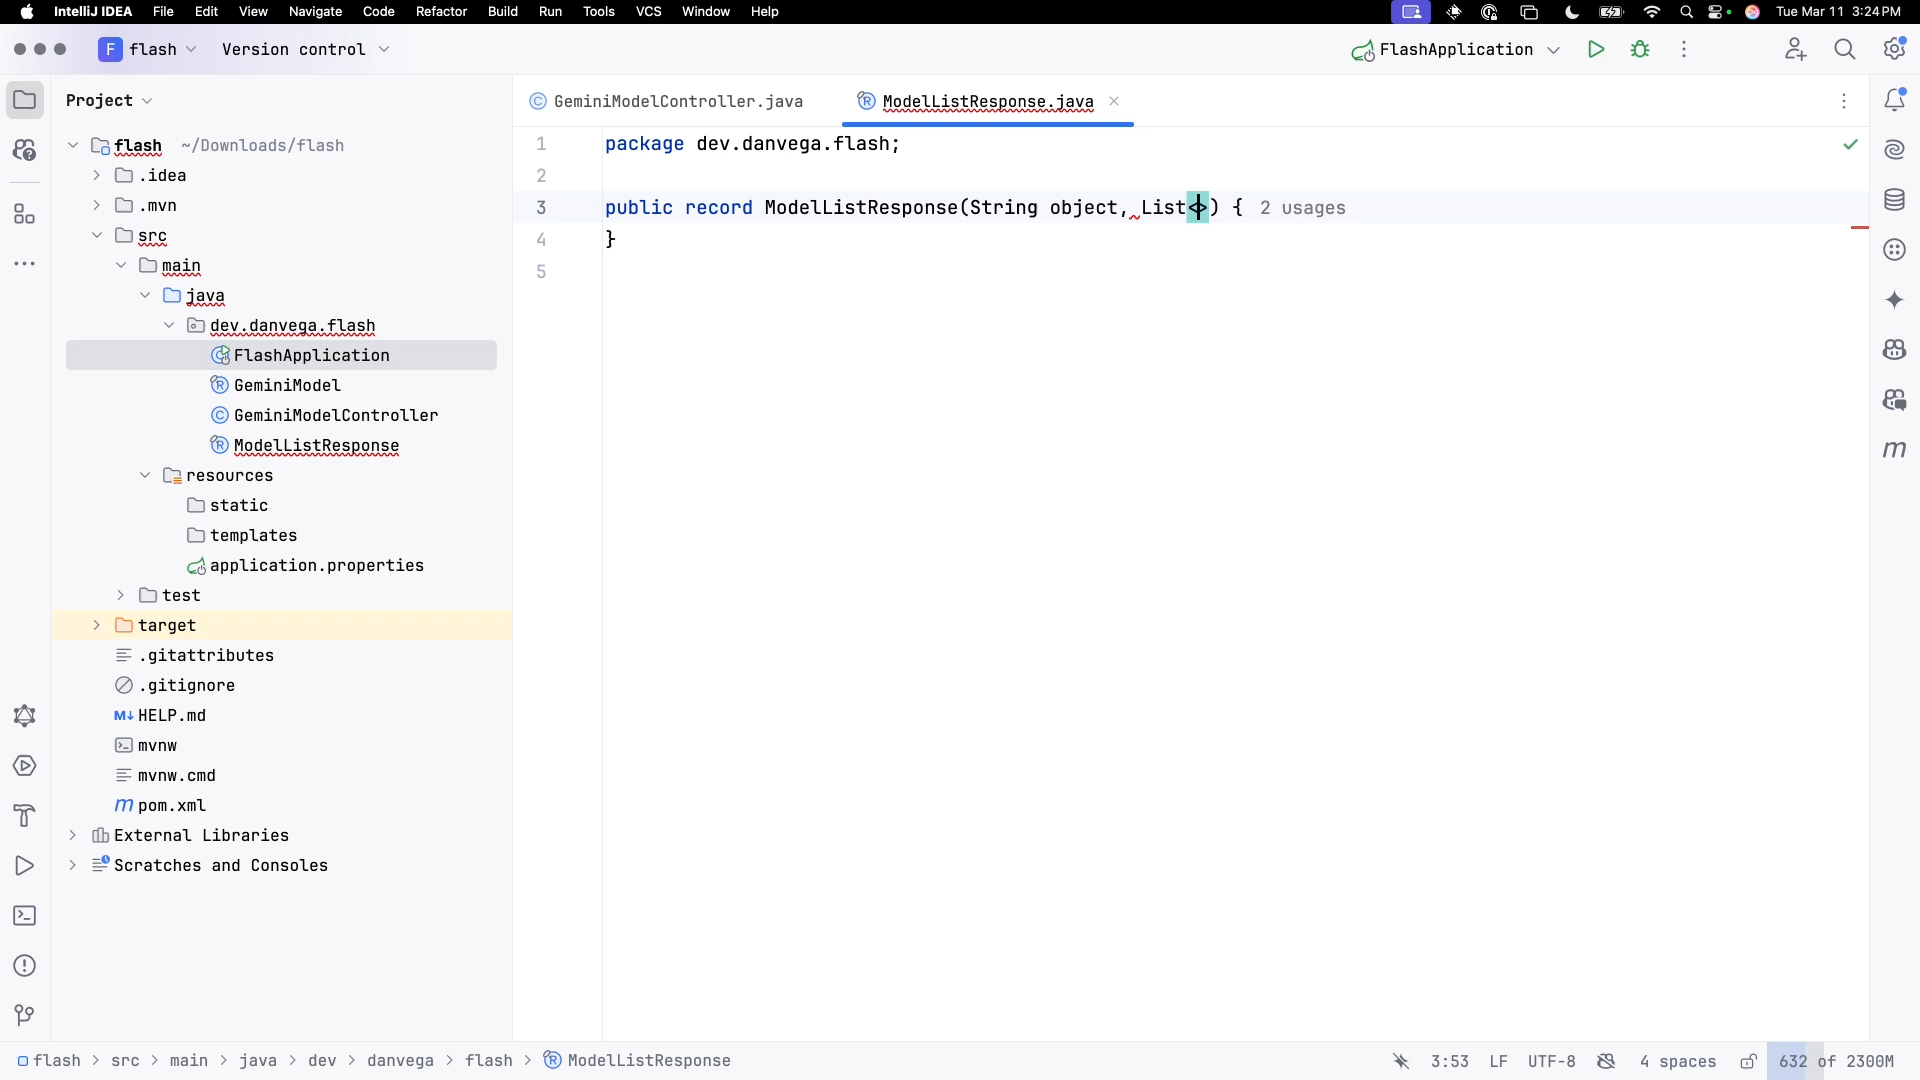 IntelliJ IDEA File Edit View Navigate Code Refactor Build Run Tools VCS Window Help Tue Mar 11 3:24 PM
F flash Version control FlashApplication
Project
GeminiModelController.java ModelListResponse.java
flash ~/Downloads/flash
.idea
.mvn
src
main
java
dev.danvega.flash
FlashApplication
GeminiModel
GeminiModelController
ModelListResponse
resources
static
templates
application.properties
test
target
.gitattributes
.gitignore
M↓ HELP.md
mvnw
mvnw.cmd
m pom.xml
External Libraries
Scratches and Consoles
1 package dev.danvega.flash;
2
3 public record ModelListResponse(String object, List<>) { 2 usages
4 }
5
m
flash > src > main > java > dev > danvega > flash > ModelListResponse 3:53 LF UTF-8 4 spaces 632 of 2300M